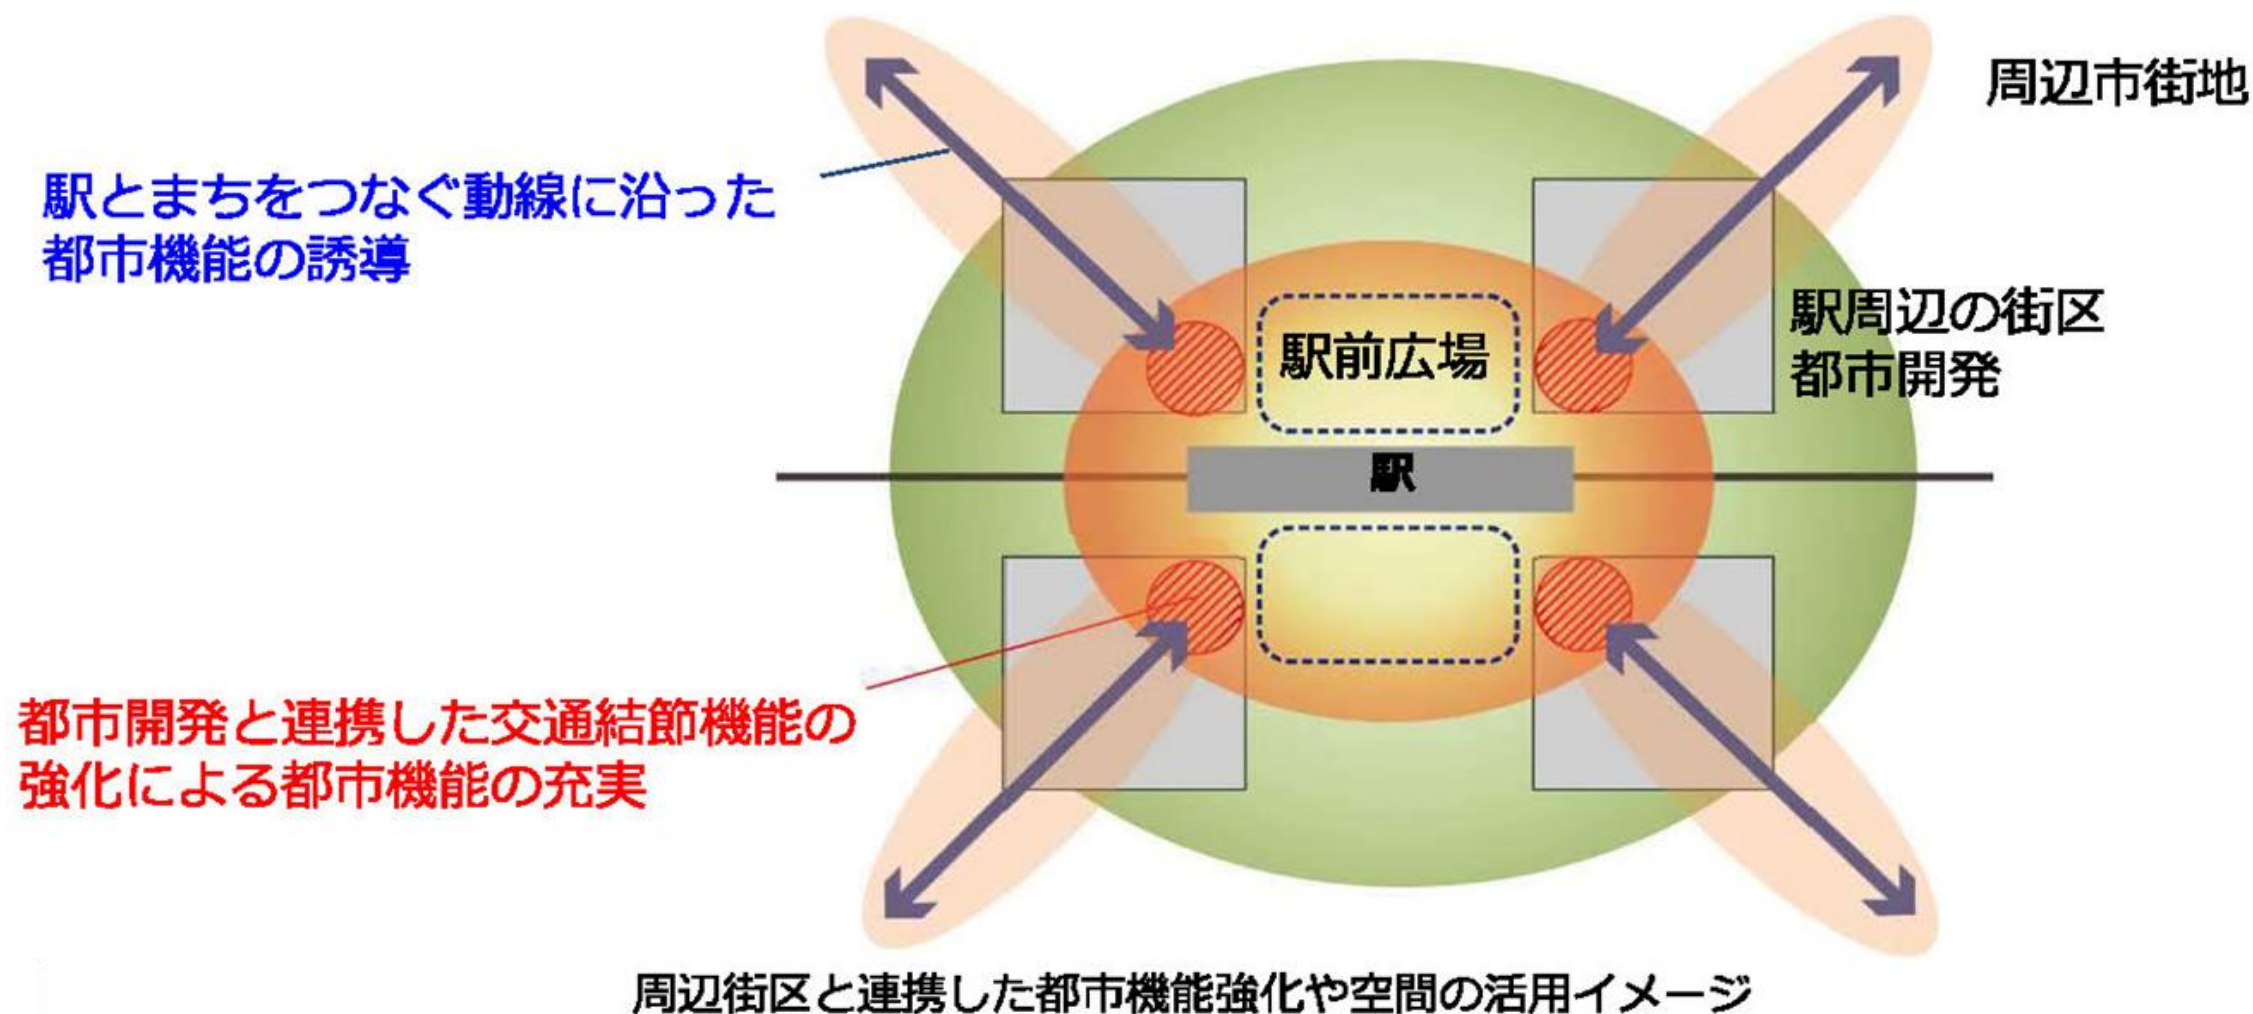 周辺市街地
駅とまちをつなぐ動線に沿った
都市機能の誘導
駅周辺の街区
都市開発
駅前広場
駅
都市開発と連携した交通結節機能の
強化による都市機能の充実
周辺街区と連携した都市機能強化や空間の活用イメージ